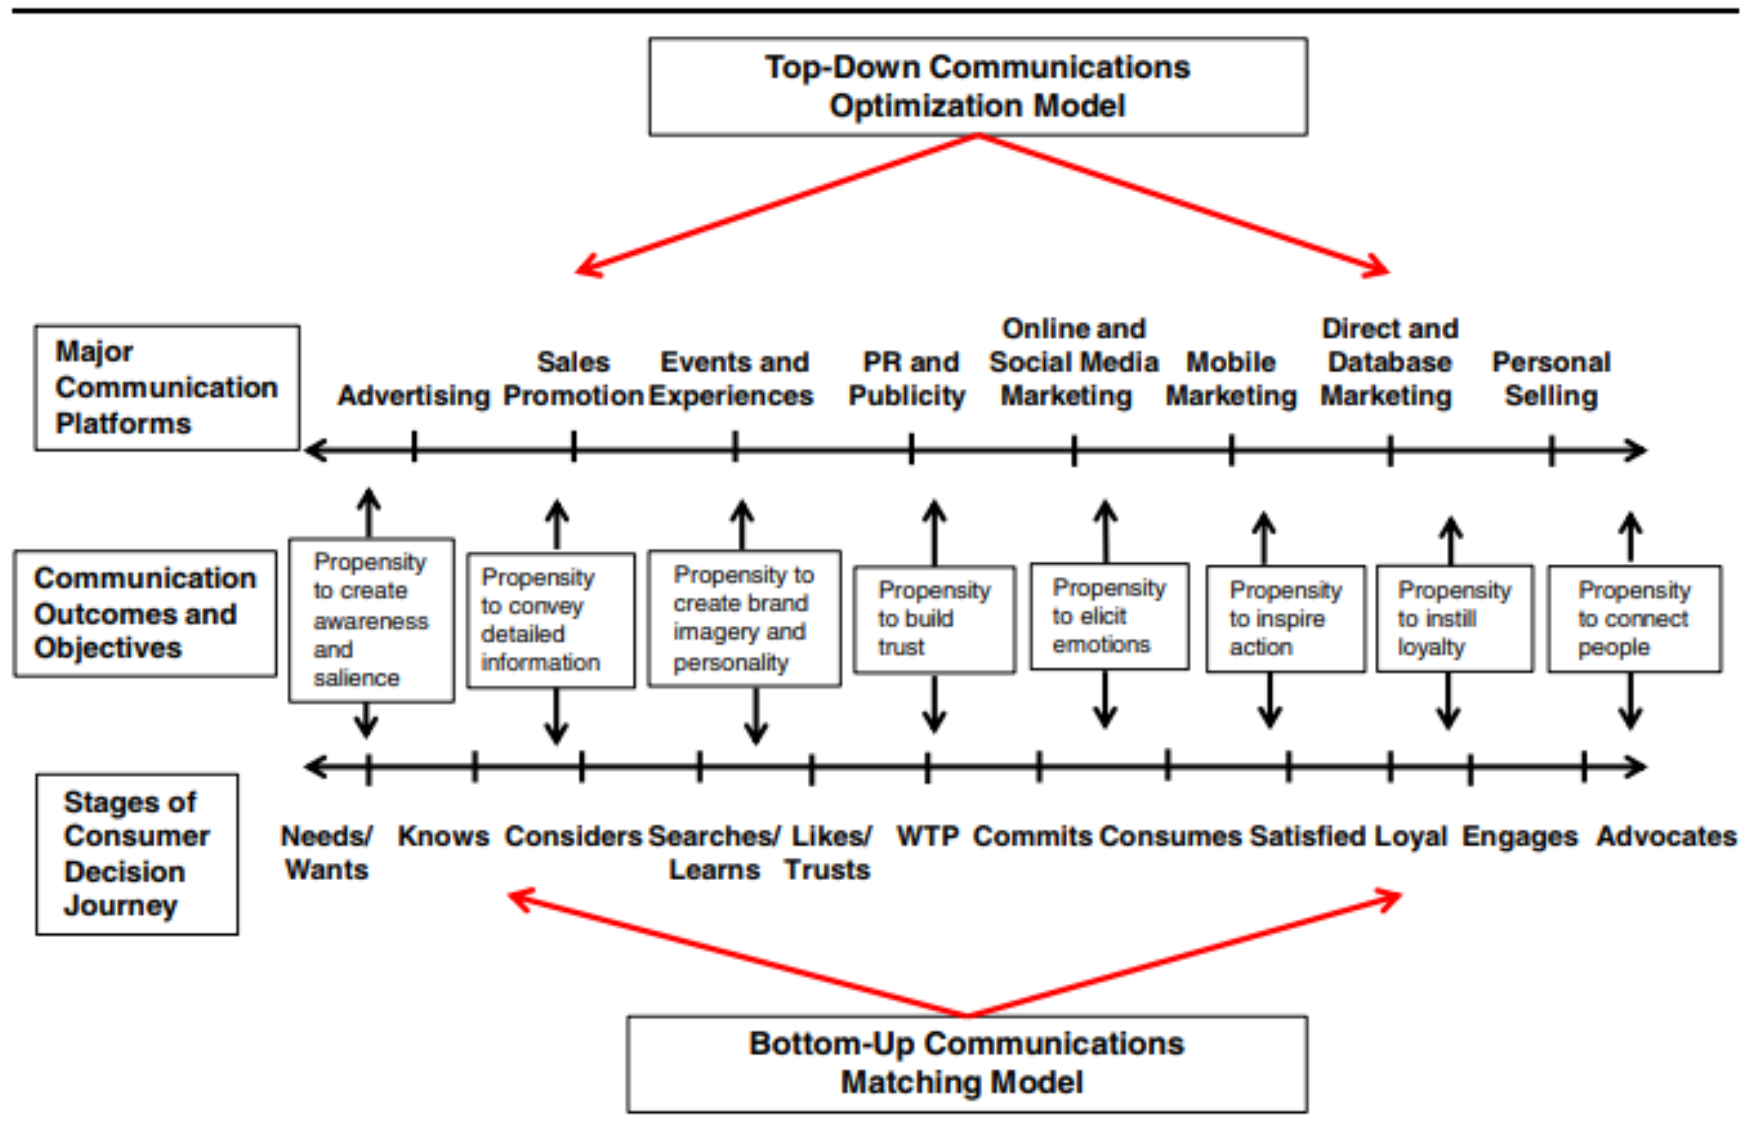 Top-Down Communications
Optimization Model
Major
Communication
Platforms
Advertising
Sales
Promotion
Events and
Experiences
PR and
Publicity
Online and
Social Media
Marketing
Mobile
Marketing
Direct and
Database
Marketing
Personal
Selling
Communication
Outcomes and
Objectives
Propensity
to create
awareness
and
salience
Propensity
to convey
detailed
information
Propensity to
create brand
imagery and
personality
Propensity
to build
trust
Propensity
to elicit
emotions
Propensity
to inspire
action
Propensity
to instill
loyalty
Propensity
to connect
people
Stages of
Consumer
Decision
Journey
Needs/
Wants
Knows
Considers
Searches/
Learns
Likes/
Trusts
WTP
Commits
Consumes
Satisfied
Loyal
Engages
Advocates
Bottom-Up Communications
Matching Model